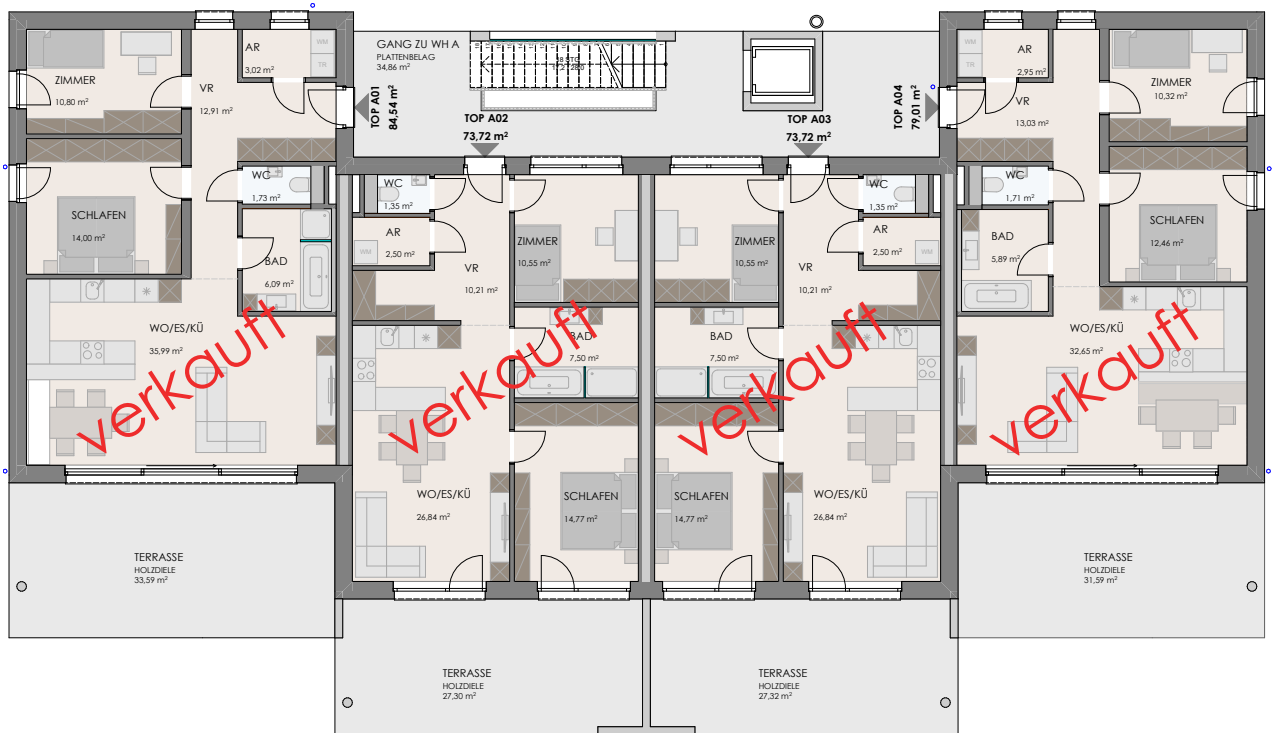 GANG ZU WH A
PLATTENBELAG
34,86 m²
TOP A01
84,54 m²
TOP A02
73,72 m²
TOP A03
73,72 m²
TOP A04
79,01 m²
ZIMMER
10,80 m²
AR
3,02 m²
WM
TR
VR
12,91 m²
SCHLAFEN
14,00 m²
WC
1,73 m²
BAD
6,09 m²
WO/ES/KÜ
35,99 m²
verkauft
TERRASSE
HOLZDIELE
33,59 m²
WC
1,35 m²
AR
2,50 m²
WM
VR
10,21 m²
ZIMMER
10,55 m²
BAD
7,50 m²
verkauft
WO/ES/KÜ
26,84 m²
SCHLAFEN
14,77 m²
TERRASSE
HOLZDIELE
27,30 m²
ZIMMER
10,55 m²
WC
1,35 m²
AR
2,50 m²
WM
VR
10,21 m²
BAD
7,50 m²
verkauft
SCHLAFEN
14,77 m²
WO/ES/KÜ
26,84 m²
TERRASSE
HOLZDIELE
27,32 m²
WM
TR
AR
2,95 m²
VR
13,03 m²
ZIMMER
10,32 m²
WC
1,71 m²
BAD
5,89 m²
SCHLAFEN
12,46 m²
WO/ES/KÜ
32,65 m²
verkauft
TERRASSE
HOLZDIELE
31,59 m²